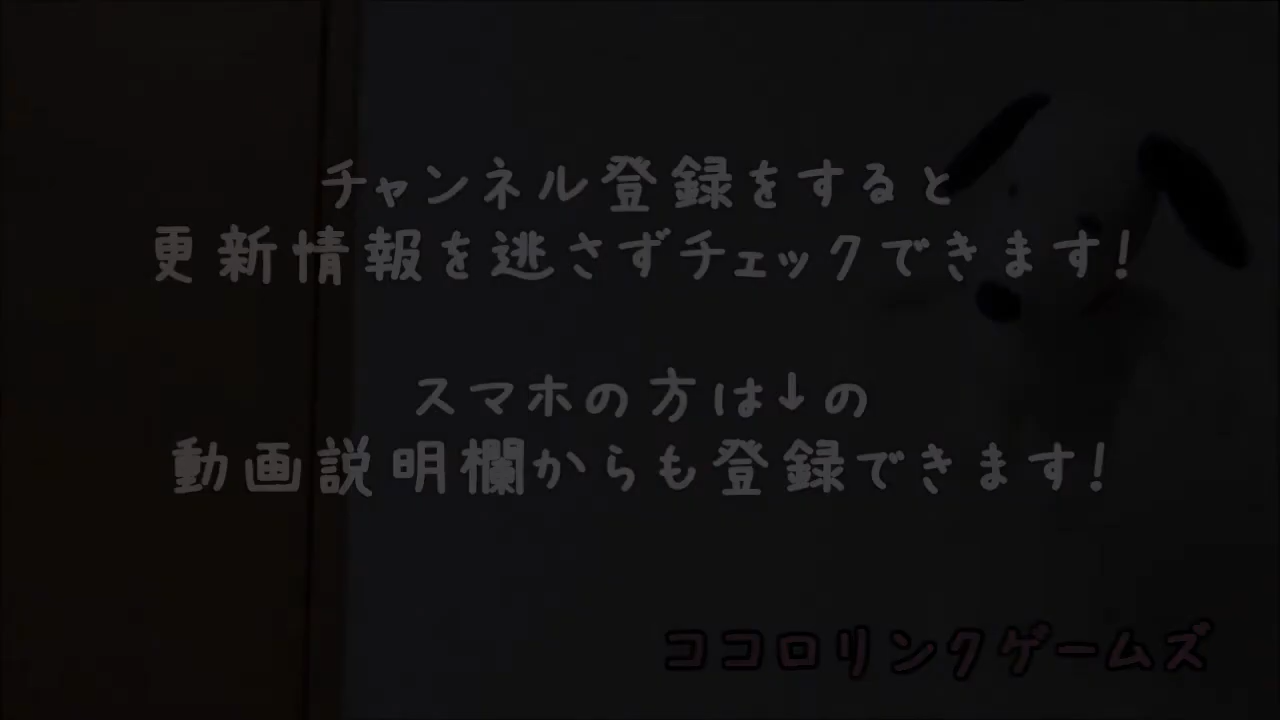 チャンネル登録をすると
更新情報を逃さずチェックできます!
スマホの方は↓の
動画説明欄からも登録できます!
ココロリンクゲームズ